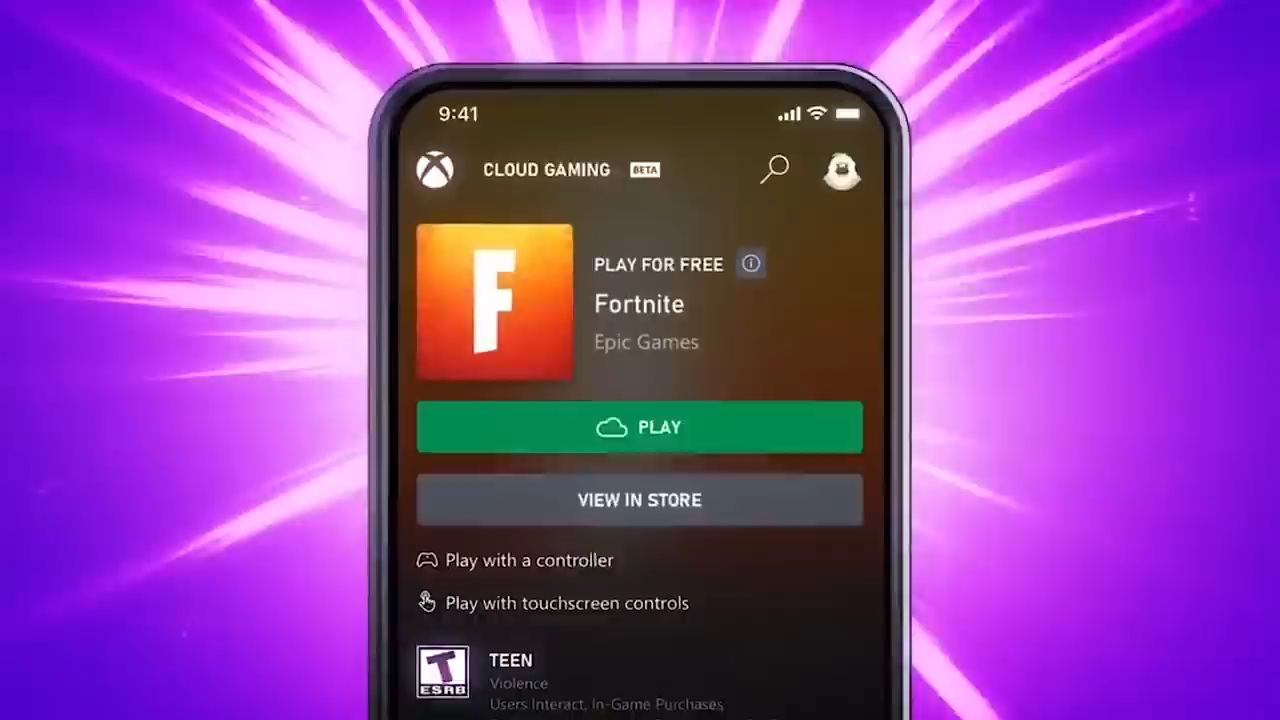 9:41
CLOUD GAMING BETA
F
PLAY FOR FREE
Fortnite
Epic Games
PLAY
VIEW IN STORE
Play with a controller
Play with touchscreen controls
T
ESRB
TEEN
Violence
Users Interact, In-Game Purchases